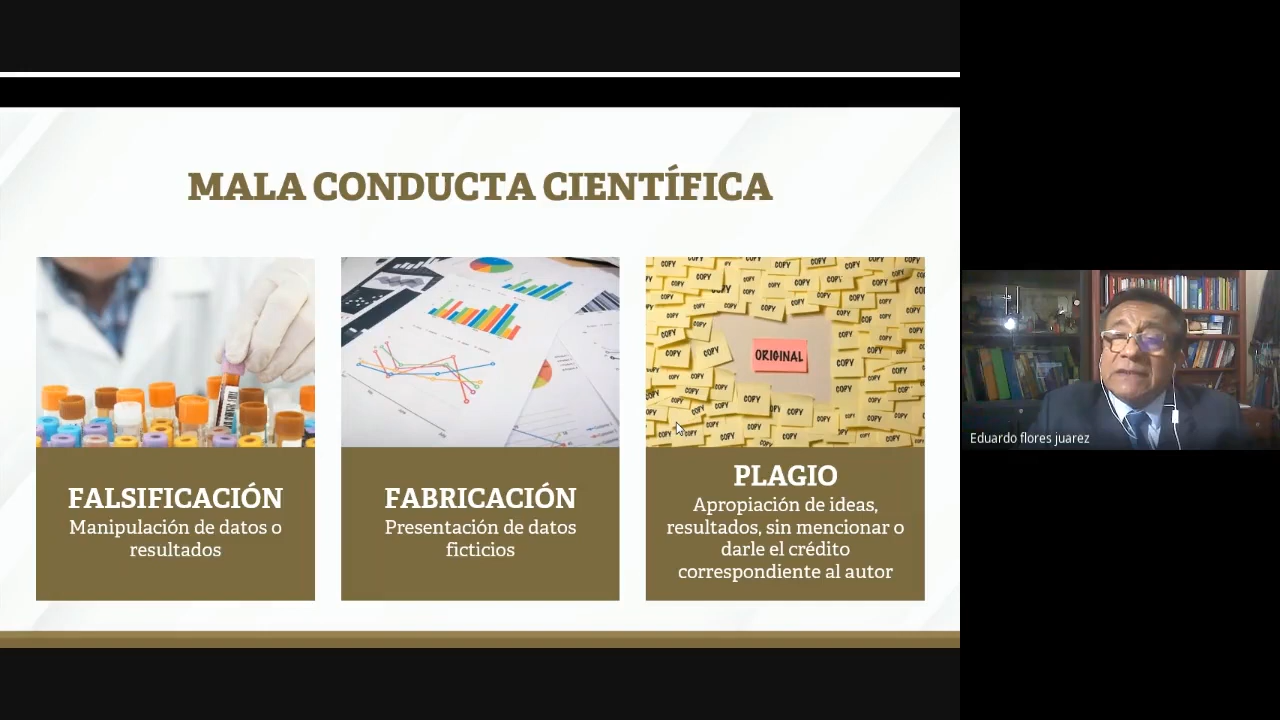 MALA CONDUCTA CIENTÍFICA
COPY
ORIGINAL
FALSIFICACIÓN
Manipulación de datos o
resultados
FABRICACIÓN
Presentación de datos
ficticios
PLAGIO
Apropiación de ideas,
resultados, sin mencionar o
darle el crédito
correspondiente al autor
Eduardo flores juarez